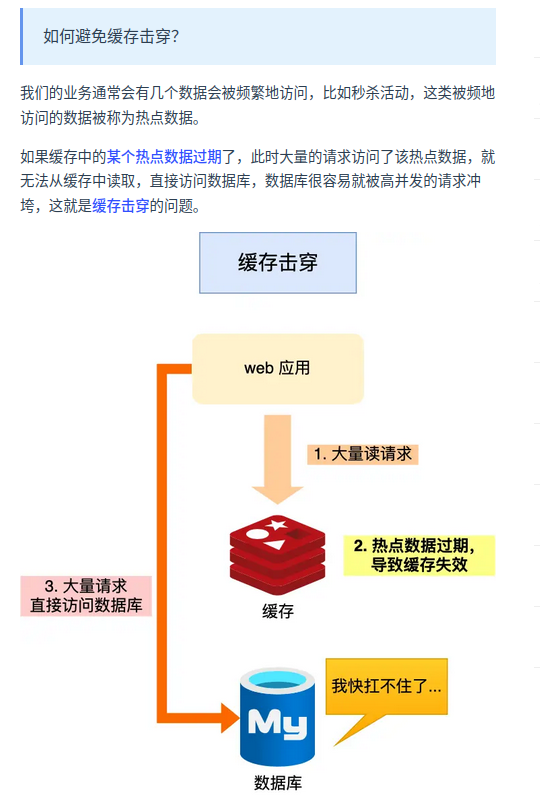 如何避免缓存击穿？
我们的业务通常会有几个数据会被频繁地访问，比如秒杀活动，这类被频地
访问的数据被称为热点数据。
如果缓存中的某个热点数据过期了，此时大量的请求访问了该热点数据，就
无法从缓存中读取，直接访问数据库，数据库很容易就被高并发的请求冲
垮，这就是缓存击穿的问题。
缓存击穿
web 应用
1. 大量读请求
2. 热点数据过期，
导致缓存失效
3. 大量请求
直接访问数据库
缓存
我快扛不住了...
My
数据库